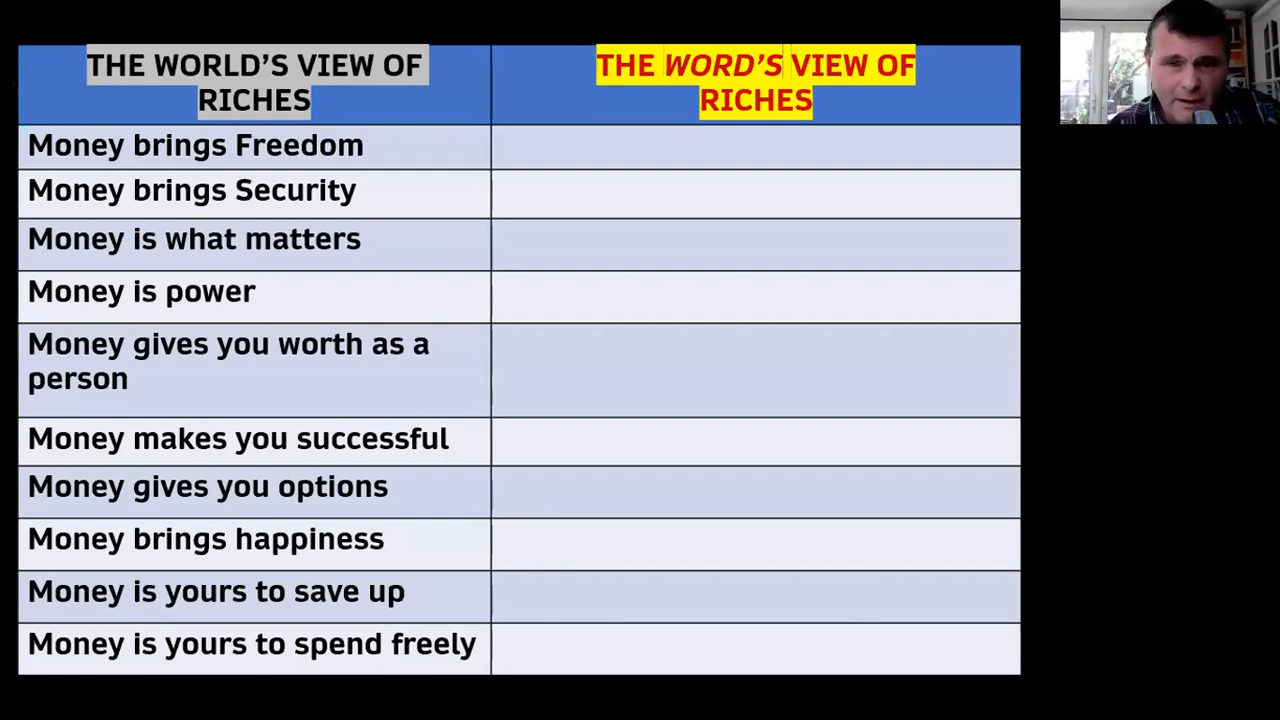 THE WORLD’S VIEW OF
RICHES
THE WORD’S VIEW OF
RICHES
Money brings Freedom
Money brings Security
Money is what matters
Money is power
Money gives you worth as a
person
Money makes you successful
Money gives you options
Money brings happiness
Money is yours to save up
Money is yours to spend freely